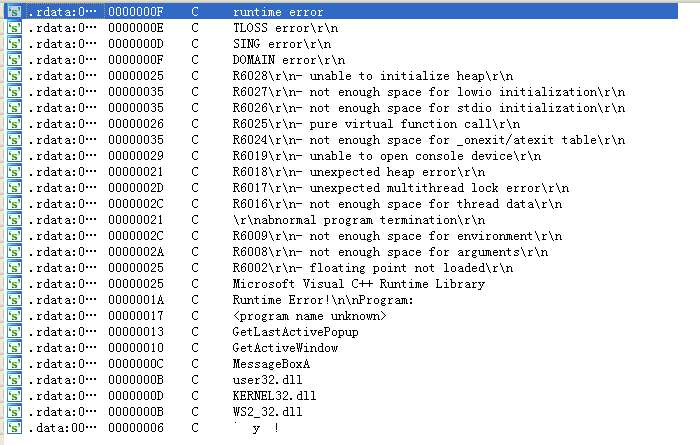 's' .rdata:0… 0000000F C runtime error
's' .rdata:0… 0000000E C TLOSS error\r\n
's' .rdata:0… 0000000D C SING error\r\n
's' .rdata:0… 0000000F C DOMAIN error\r\n
's' .rdata:0… 00000025 C R6028\r\n- unable to initialize heap\r\n
's' .rdata:0… 00000035 C R6027\r\n- not enough space for lowio initialization\r\n
's' .rdata:0… 00000035 C R6026\r\n- not enough space for stdio initialization\r\n
's' .rdata:0… 00000026 C R6025\r\n- pure virtual function call\r\n
's' .rdata:0… 00000035 C R6024\r\n- not enough space for _onexit/atexit table\r\n
's' .rdata:0… 00000029 C R6019\r\n- unable to open console device\r\n
's' .rdata:0… 00000021 C R6018\r\n- unexpected heap error\r\n
's' .rdata:0… 0000002D C R6017\r\n- unexpected multithread lock error\r\n
's' .rdata:0… 0000002C C R6016\r\n- not enough space for thread data\r\n
's' .rdata:0… 00000021 C \r\nabnormal program termination\r\n
's' .rdata:0… 0000002C C R6009\r\n- not enough space for environment\r\n
's' .rdata:0… 0000002A C R6008\r\n- not enough space for arguments\r\n
's' .rdata:0… 00000025 C R6002\r\n- floating point not loaded\r\n
's' .rdata:0… 00000025 C Microsoft Visual C++ Runtime Library
's' .rdata:0… 0000001A C Runtime Error!\n\nProgram:
's' .rdata:0… 00000017 C <program name unknown>
's' .rdata:0… 00000013 C GetLastActivePopup
's' .rdata:0… 00000010 C GetActiveWindow
's' .rdata:0… 0000000C C MessageBoxA
's' .rdata:0… 0000000B C user32.dll
's' .rdata:0… 0000000D C KERNEL32.dll
's' .rdata:0… 0000000B C WS2_32.dll
's' .data:00… 00000006 C ` y !